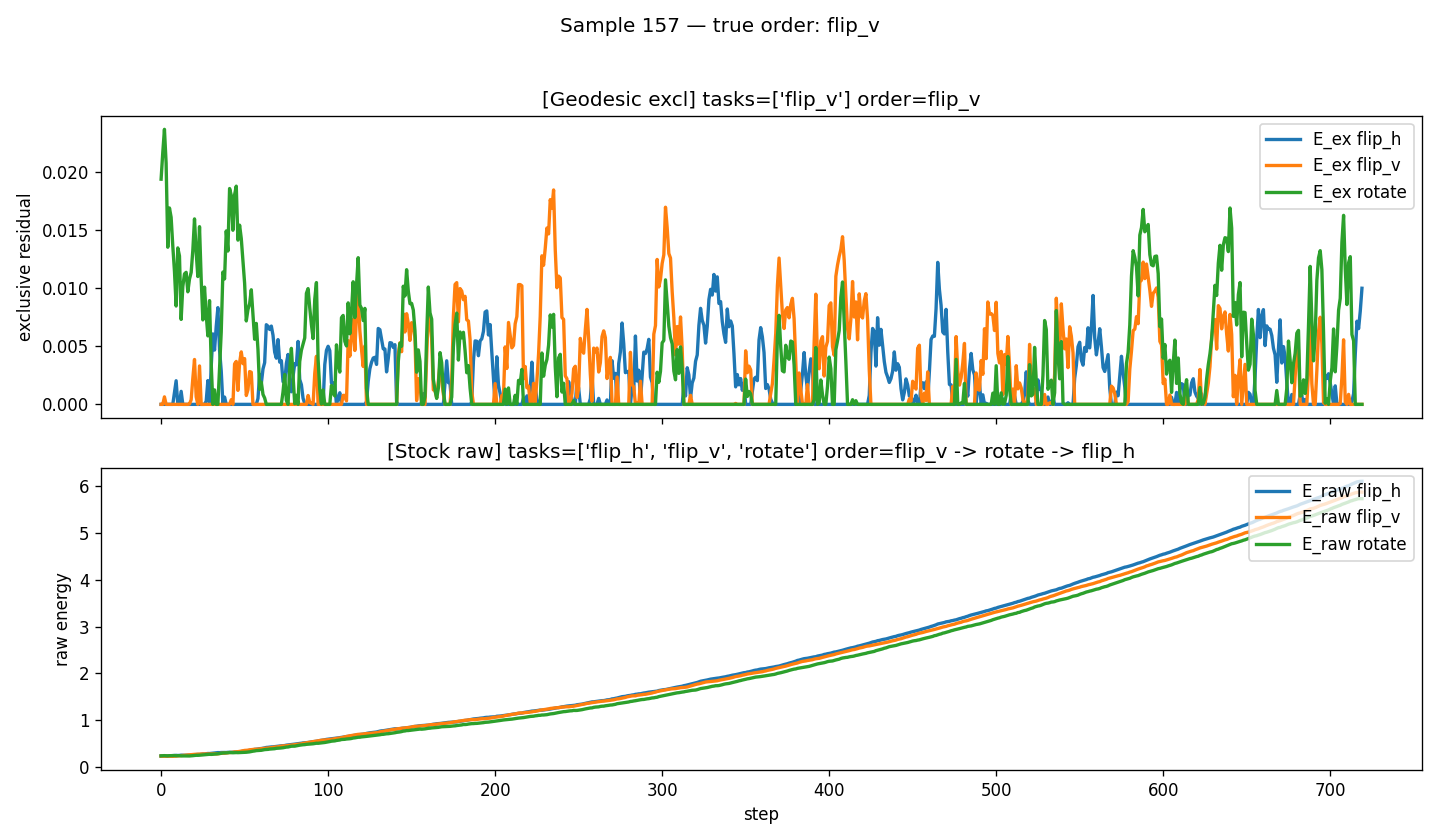 Sample 157 — true order: flip_v
[Geodesic excl] tasks=['flip_v'] order=flip_v
exclusive residual
0.020
0.015
0.010
0.005
0.000
E_ex flip_h
E_ex flip_v
E_ex rotate
[Stock raw] tasks=['flip_h', 'flip_v', 'rotate'] order=flip_v -> rotate -> flip_h
raw energy
6
5
4
3
2
1
0
E_raw flip_h
E_raw flip_v
E_raw rotate
0 100 200 300 400 500 600 700
step